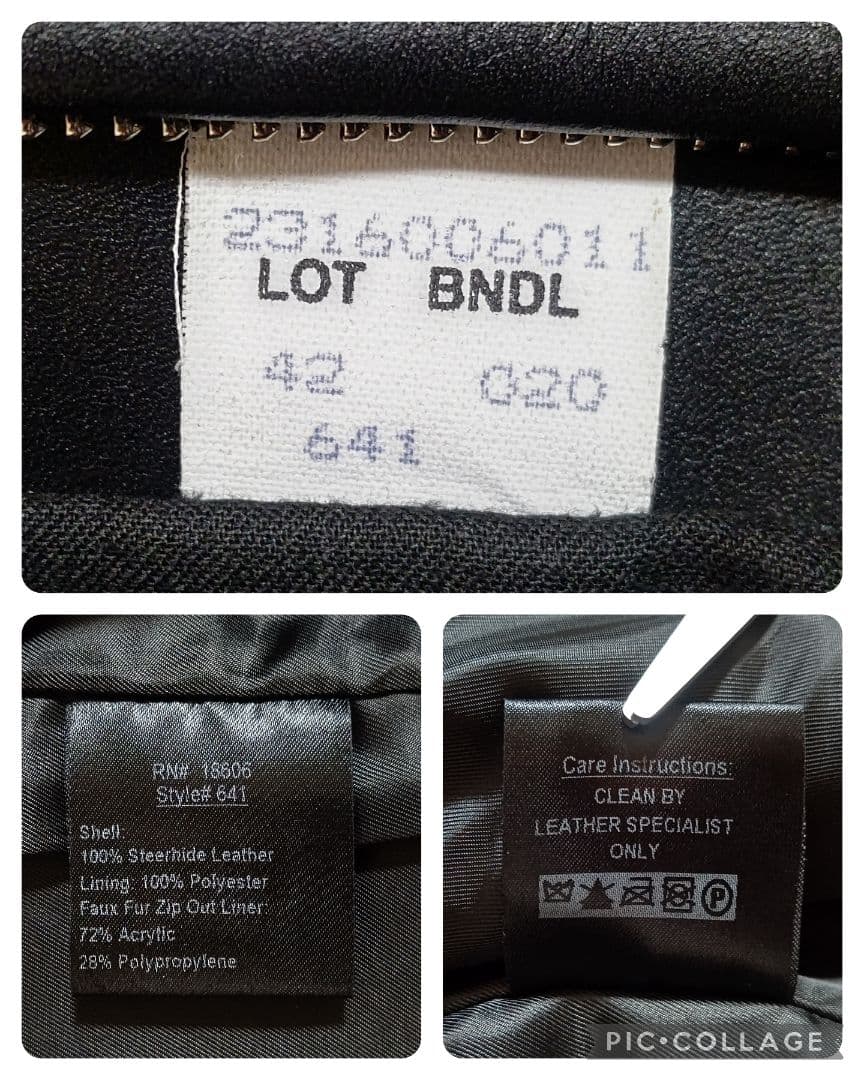 2316006011
LOT BNDL
42 020
641
RN# 18606
Style# 641
Shell:
100% Steerhide Leather
Lining: 100% Polyester
Faux Fur Zip Out Liner:
72% Acrylic
28% Polypropylene
Care Instructions:
CLEAN BY
LEATHER SPECIALIST
ONLY
P
PIC•COLLAGE